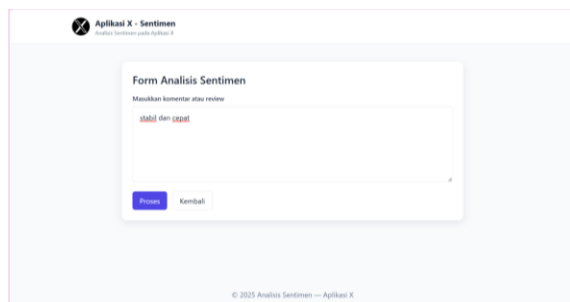 Aplikasi X - Sentimen
Analisis Sentimen pada Aplikasi X
Form Analisis Sentimen
Masukkan komentar atau review
stabil dan cepat
Proses
Kembali
© 2025 Analisis Sentimen — Aplikasi X